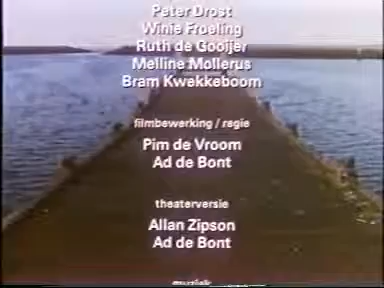 Peter Drost
Winie Froeling
Ruth de Gooijer
Melline Mollerus
Bram Kwekkeboom
filmbewerking / regie
Pim de Vroom
Ad de Bont
theaterversie
Allan Zipson
Ad de Bont
muziek